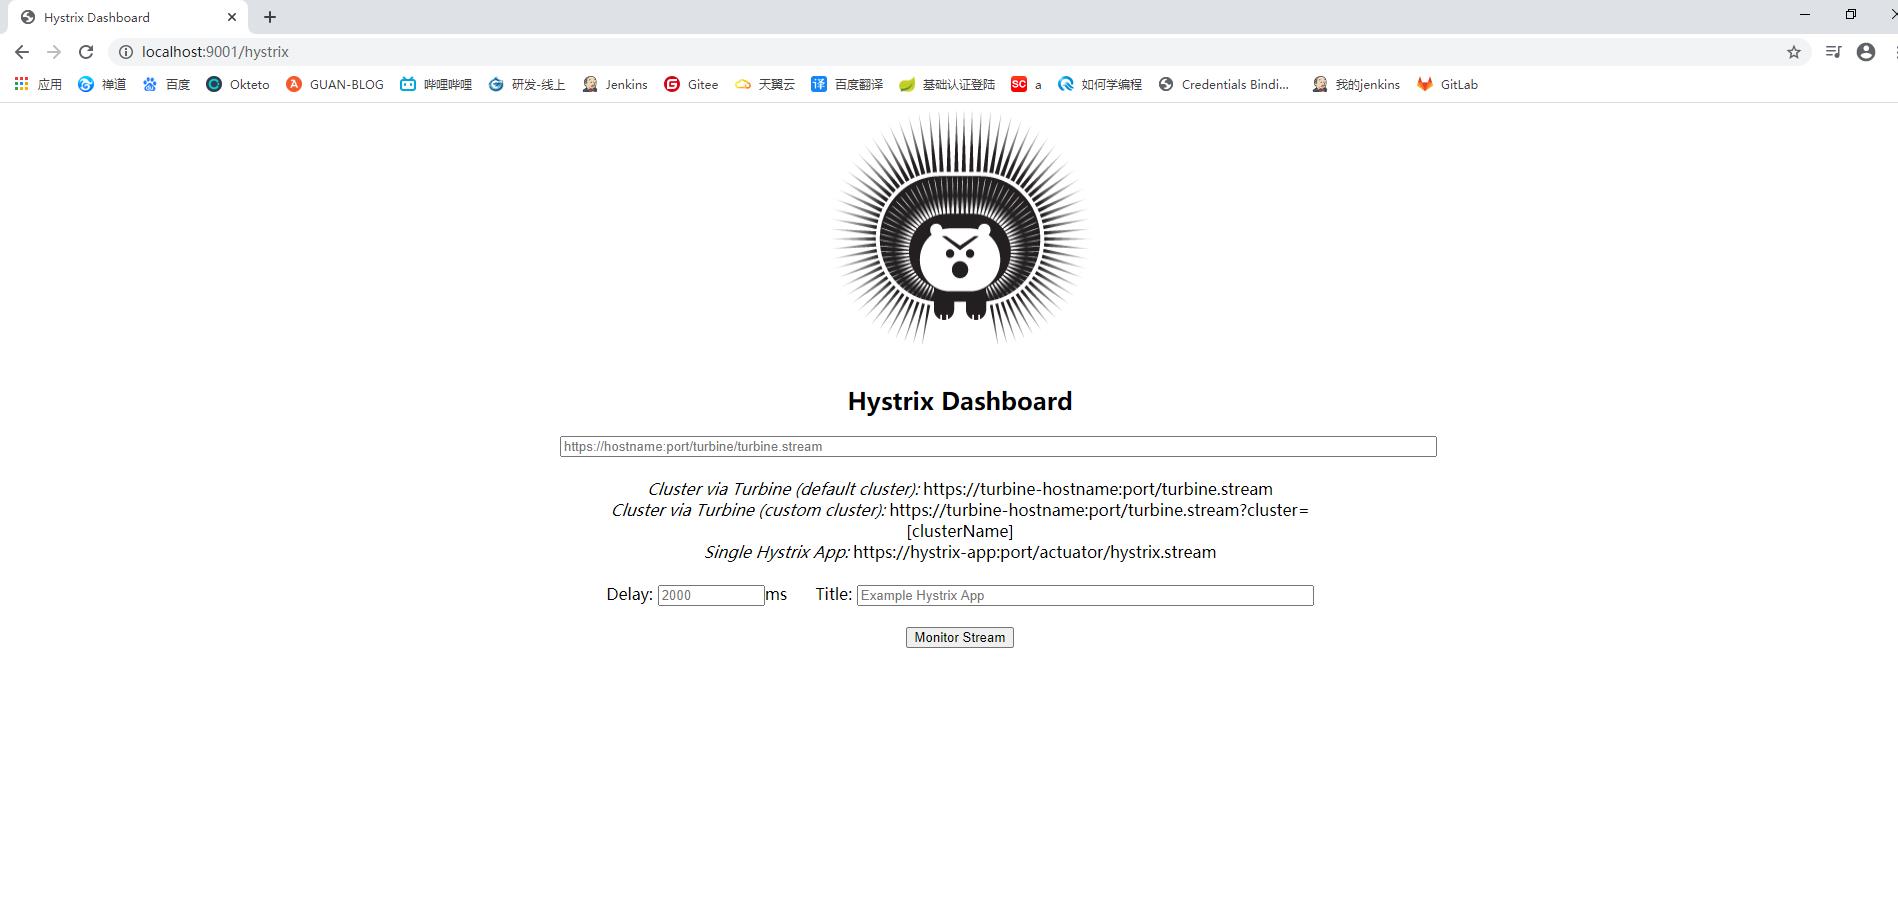 Hystrix Dashboard
localhost:9001/hystrix
应用 禅道 百度 Okteto GUAN-BLOG 哔哩哔哩 研发-线上 Jenkins Gitee 天翼云 译 百度翻译 基础认证登陆 SC a 如何学编程 Credentials Bindi... 我的jenkins GitLab
Hystrix Dashboard
https://hostname:port/turbine/turbine.stream
Cluster via Turbine (default cluster): https://turbine-hostname:port/turbine.stream
Cluster via Turbine (custom cluster): https://turbine-hostname:port/turbine.stream?cluster=
[clusterName]
Single Hystrix App: https://hystrix-app:port/actuator/hystrix.stream
Delay: 2000 ms Title: Example Hystrix App
Monitor Stream